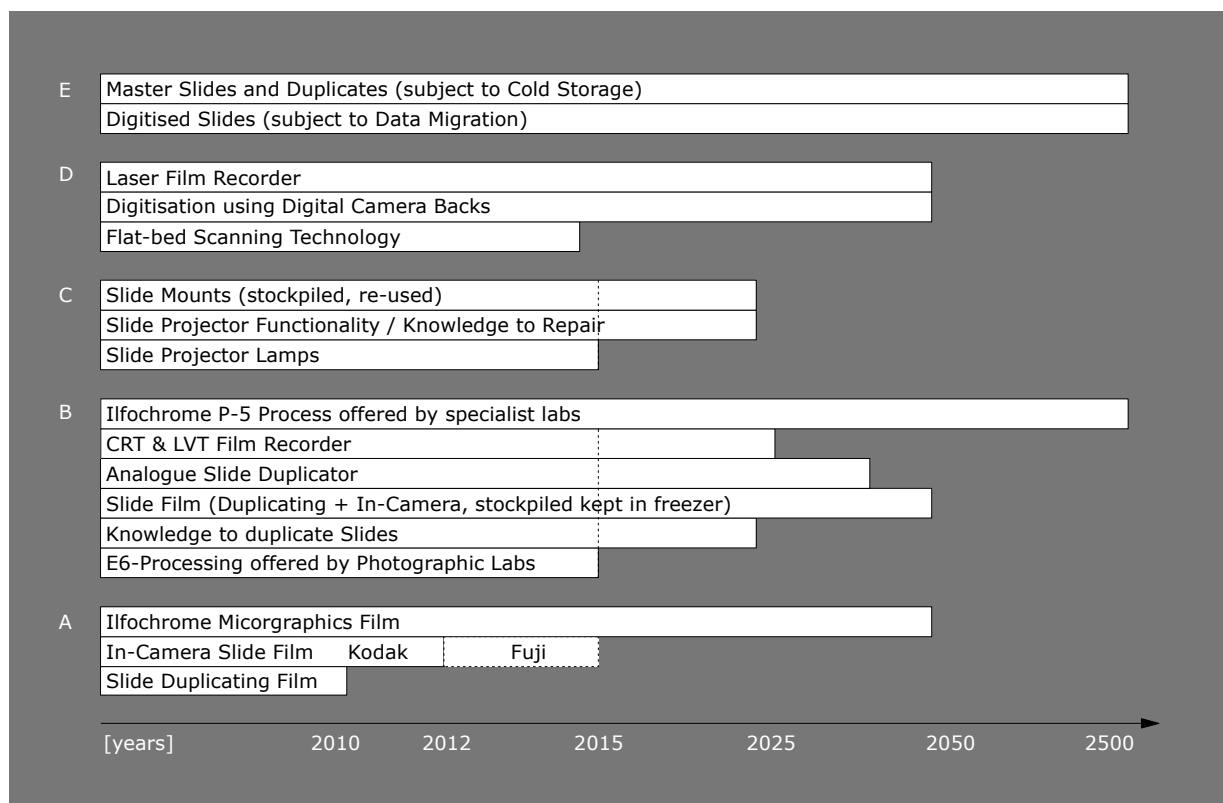 E
Master Slides and Duplicates (subject to Cold Storage)
Digitised Slides (subject to Data Migration)
D
Laser Film Recorder
Digitisation using Digital Camera Backs
Flat-bed Scanning Technology
C
Slide Mounts (stockpiled, re-used)
Slide Projector Functionality / Knowledge to Repair
Slide Projector Lamps
B
Ilfochrome P-5 Process offered by specialist labs
CRT & LVT Film Recorder
Analogue Slide Duplicator
Slide Film (Duplicating + In-Camera, stockpiled kept in freezer)
Knowledge to duplicate Slides
E6-Processing offered by Photographic Labs
A
Ilfochrome Micorgraphics Film
In-Camera Slide Film Kodak Fuji
Slide Duplicating Film
[years] 2010 2012 2015 2025 2050 2500